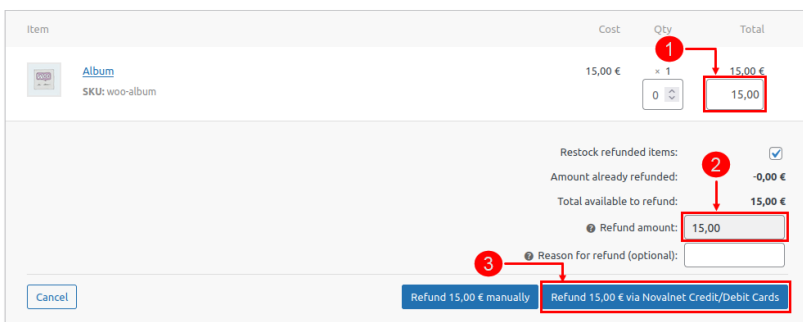 Item Cost Qty Total
1
Album 15,00 € × 1 15,00 €
SKU: woo-album 0 15,00
Restock refunded items:
2
Amount already refunded: -0,00 €
Total available to refund: 15,00 €
Refund amount: 15,00
Reason for refund (optional):
3
Cancel Refund 15,00 € manually Refund 15,00 € via Novalnet Credit/Debit Cards